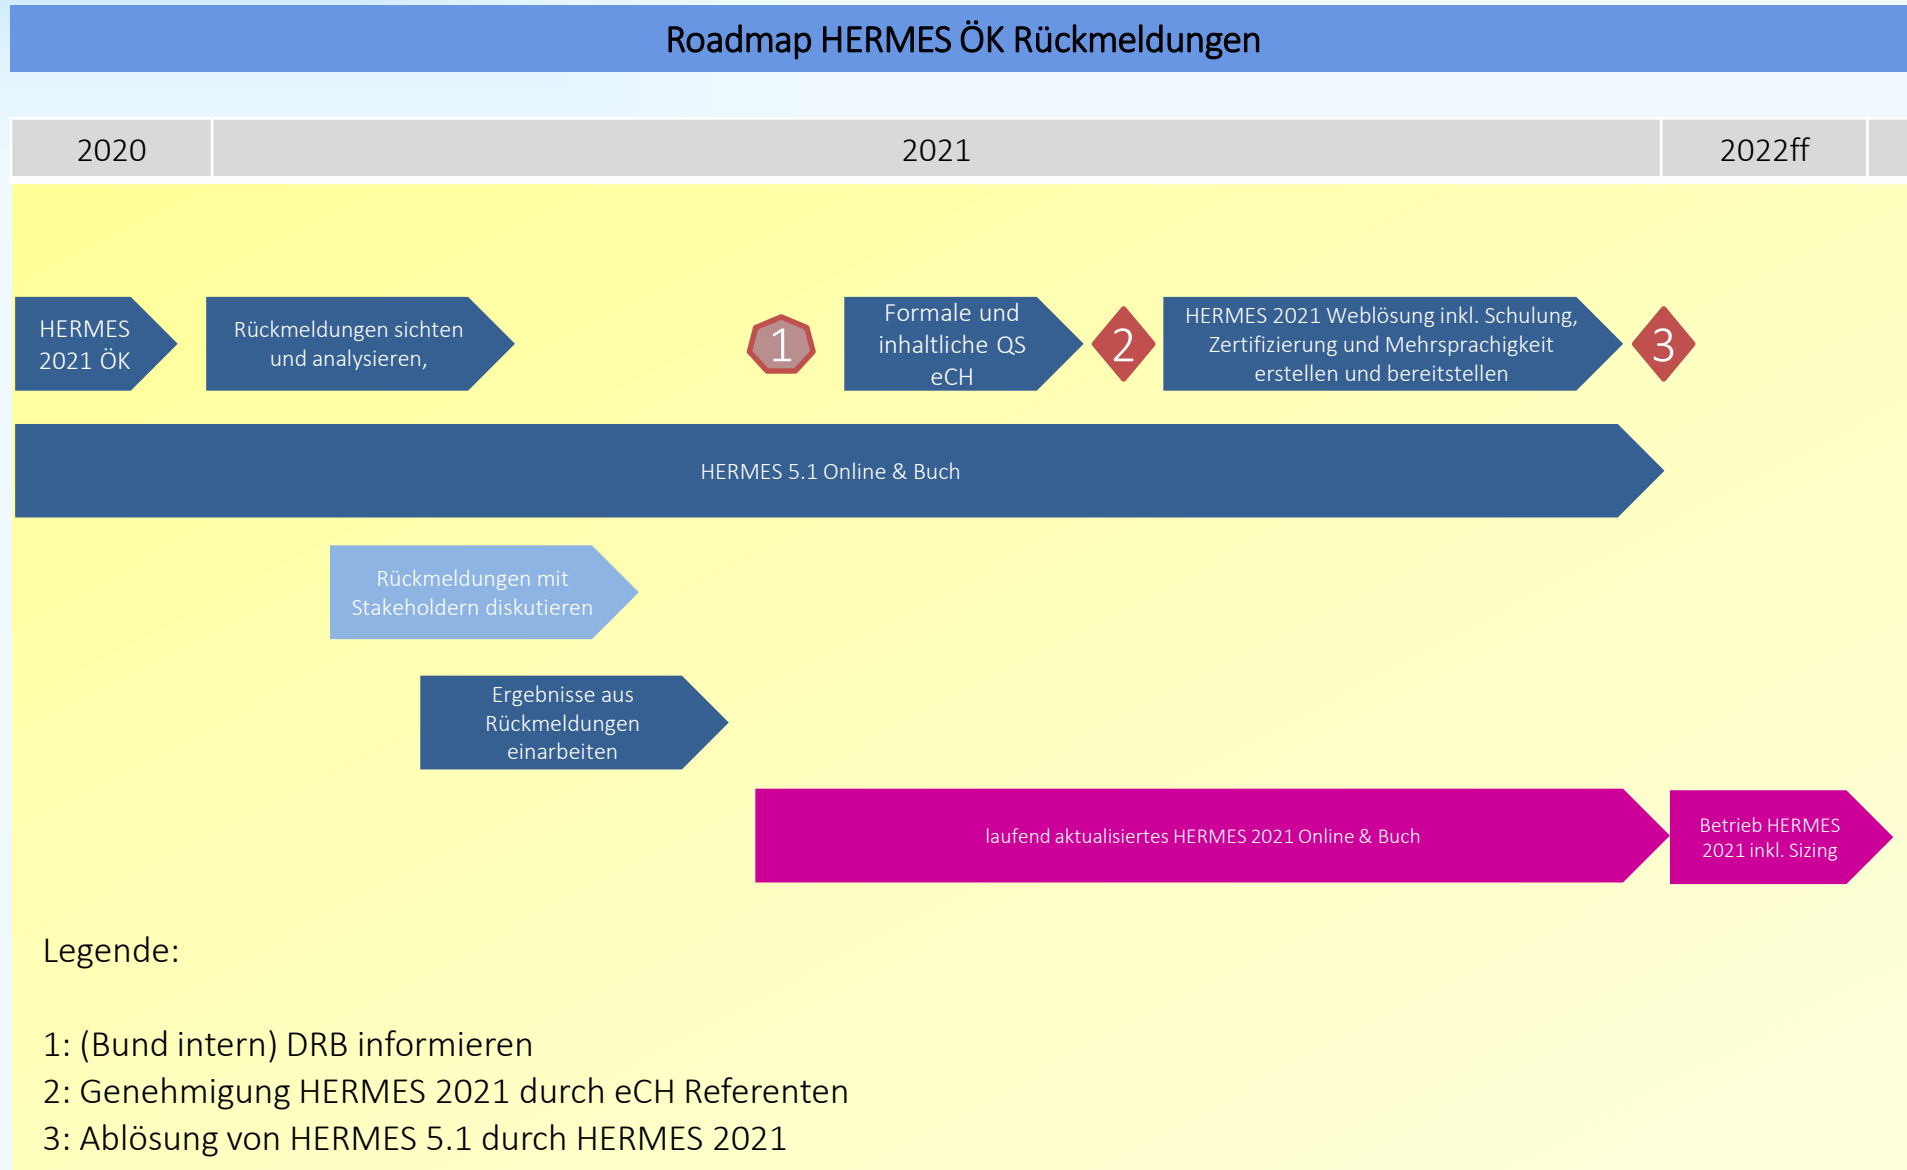 Roadmap HERMES ÖK Rückmeldungen
2020
2021
2022ff
HERMES
2021 ÖK
Rückmeldungen sichten
und analysieren,
1
Formale und
inhaltliche QS
eCH
2
HERMES 2021 Weblösung inkl. Schulung,
Zertifizierung und Mehrsprachigkeit
erstellen und bereitstellen
3
HERMES 5.1 Online & Buch
Rückmeldungen mit
Stakeholdern diskutieren
Ergebnisse aus
Rückmeldungen
einarbeiten
laufend aktualisiertes HERMES 2021 Online & Buch
Betrieb HERMES
2021 inkl. Sizing
Legende:
1: (Bund intern) DRB informieren
2: Genehmigung HERMES 2021 durch eCH Referenten
3: Ablösung von HERMES 5.1 durch HERMES 2021